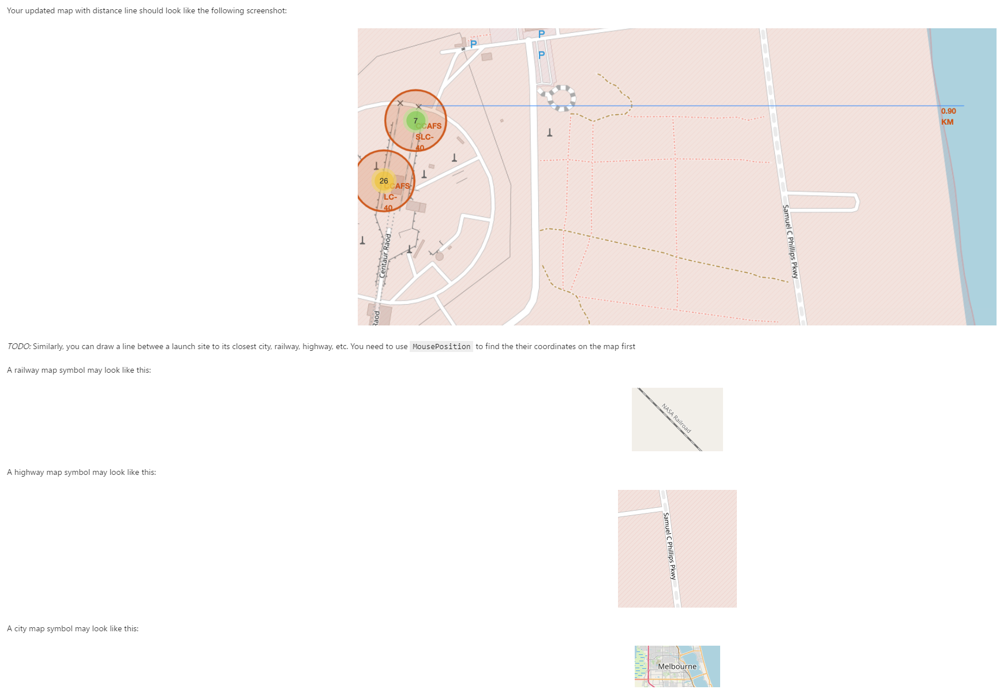 Your updated map with distance line should look like the following screenshot:
P
P
P
0.90
KM
7
CCAFS
SLC-
40
26
CCAFS
LC-
40
Samuel C Phillips Pkwy
Centaur Raod
Raod
TODO: Similarly, you can draw a line betwee a launch site to its closest city, railway, highway, etc. You need to use MousePosition to find the their coordinates on the map first
A railway map symbol may look like this:
NASA Railroad
A highway map symbol may look like this:
Samuel C Phillips Pkwy
A city map symbol may look like this:
Melbourne